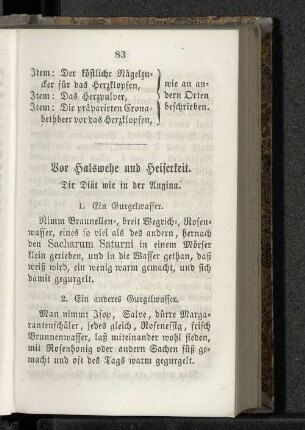 83
Item: Der köstliche Nägelzu-
cker für das Herzklopfen,
Item: Das Herzpulver,
Item: Die präparirten Grona-
bethbeer vor das Herzklopfen,
wie an an-
dern Orten
beschrieben.
Vor Halswehe und Heiserkeit.
Die Diät wie in der Angina.
1. Ein Gurgelwasser.
Nimm Braunellen-, breit Wegrich-, Rosen-
wasser, eines so viel als des andern, hernach
den Sacharum Saturni in einem Mörser
klein gerieben, und in die Wasser gethan, daß
weiß wird, ein wenig warm gemacht, und sich
damit gegurgelt.
2. Ein anderes Gurgelwasser.
Man nimmt Isop, Salve, dürre Marga-
rantenschäler, jedes gleich, Rosenessig, frisch
Brunnenwasser, laß miteinander wohl sieden,
mit Rosenhonig oder andern Sachen süß ge-
macht und oft des Tags warm gegurgelt.